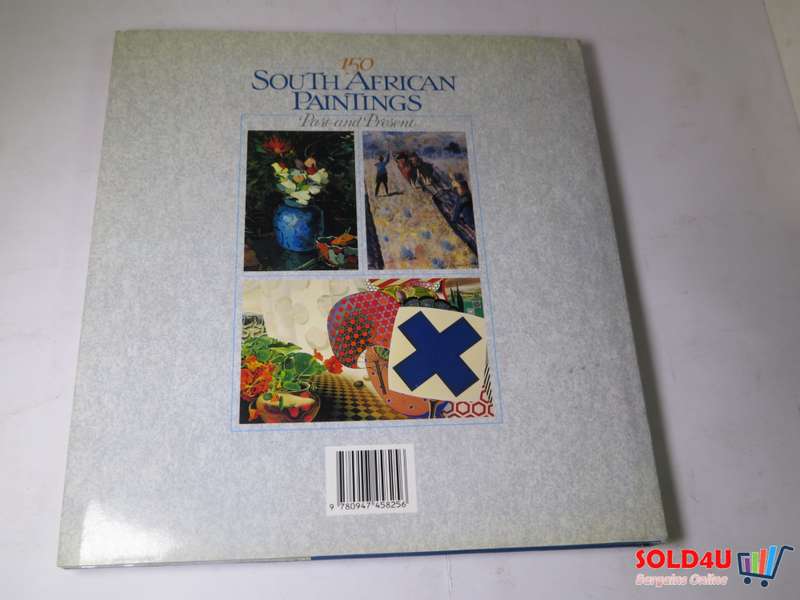 150
SOUTH AFRICAN
PAINTINGS
Past and Present
9 780947 458256
SOLD4U
Bargains Online